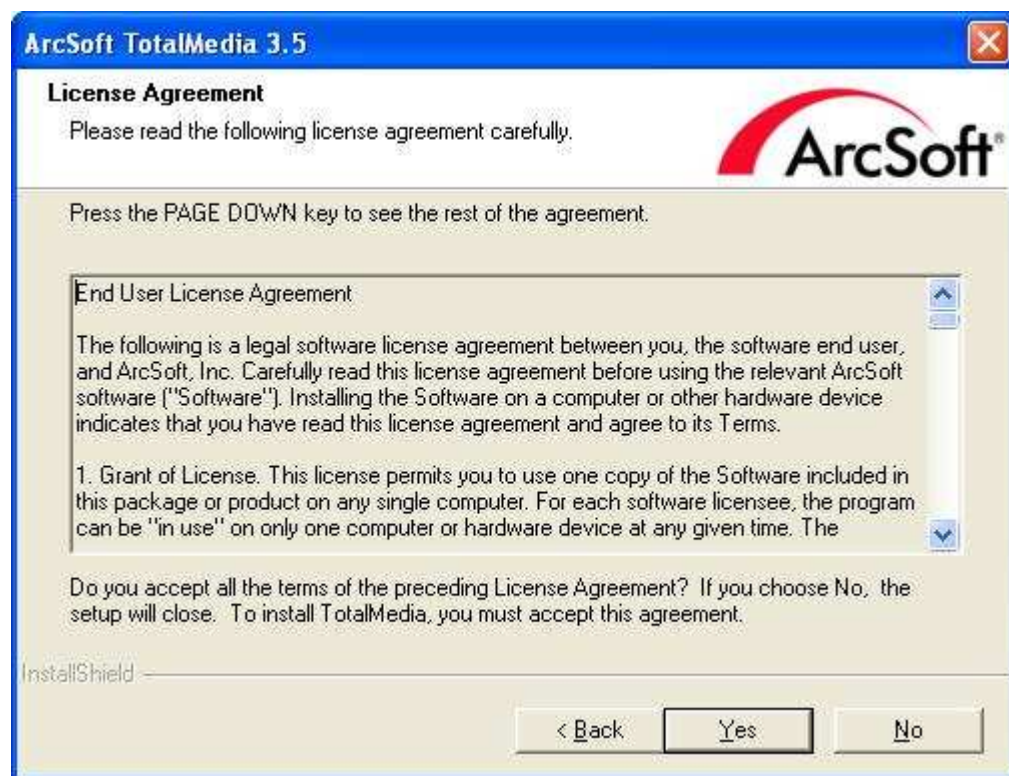 ArcSoft TotalMedia 3.5
License Agreement
Please read the following license agreement carefully.
ArcSoft®
Press the PAGE DOWN key to see the rest of the agreement.
End User License Agreement
The following is a legal software license agreement between you, the software end user,
and ArcSoft, Inc. Carefully read this license agreement before using the relevant ArcSoft
software ("Software"). Installing the Software on a computer or other hardware device
indicates that you have read this license agreement and agree to its Terms.
1. Grant of License. This license permits you to use one copy of the Software included in
this package or product on any single computer. For each software licensee, the program
can be "in use" on only one computer or hardware device at any given time. The
Do you accept all the terms of the preceding License Agreement? If you choose No, the
setup will close. To install TotalMedia, you must accept this agreement.
InstallShield
< Back
Yes
No